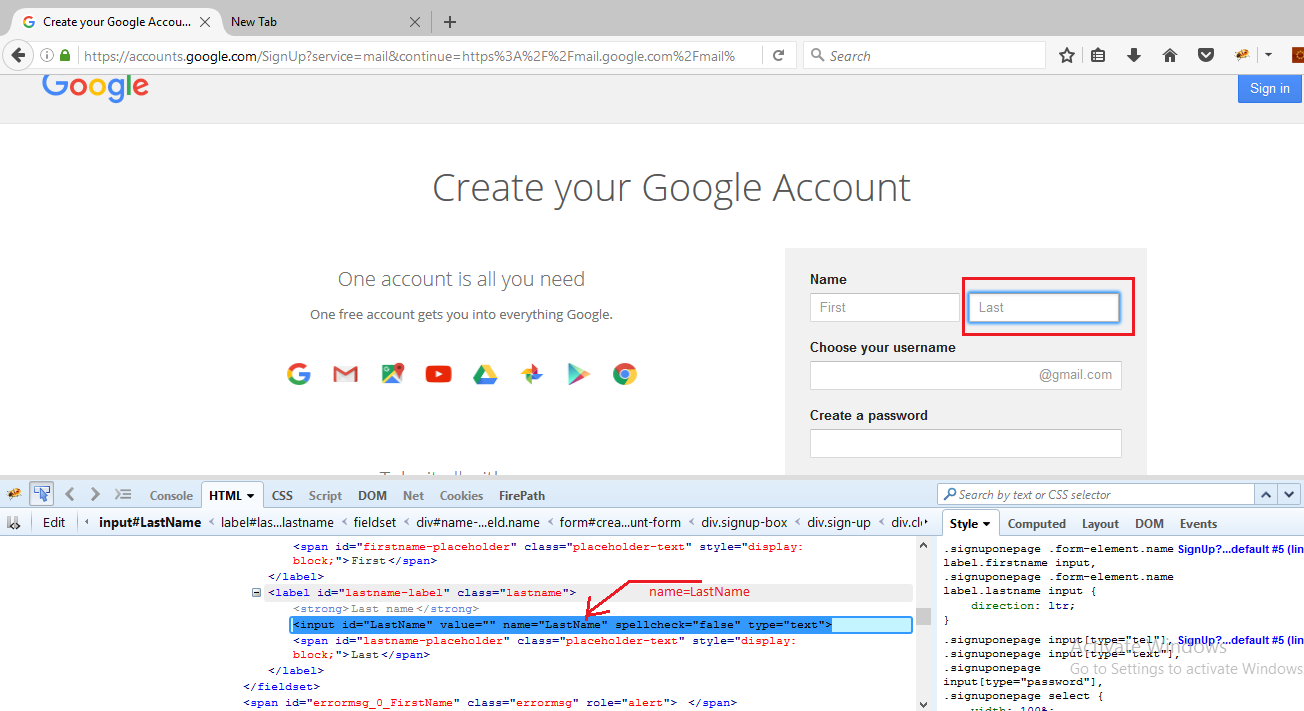 Create your Google Accou...
New Tab
https://accounts.google.com/SignUp?service=mail&continue=https%3A%2F%2Fmail.google.com%2Fmail%
Search
Google
Sign in
Create your Google Account
One account is all you need
One free account gets you into everything Google.
Name
First
Last
Choose your username
@gmail.com
Create a password
Console HTML CSS Script DOM Net Cookies FirePath
Search by text or CSS selector
Edit input#LastName < label#las...lastname < fieldset < div#name-...eld.name < form#crea...unt-form < div.signup-box < div.sign-up < div.cl
Style Computed Layout DOM Events
<span id="firstname-placeholder" class="placeholder-text" style="display:
block;">First</span>
</label>
<label id="lastname-label" class="lastname">
name=LastName
<strong>Last name</strong>
<input id="LastName" value="" name="LastName" spellcheck="false" type="text">
<span id="lastname-placeholder" class="placeholder-text" style="display:
block;">Last</span>
</label>
</fieldset>
<span id="errormsg_0_FirstName" class="errormsg" role="alert"> </span>
.signuponepage .form-element.name SignUp?...default #5 (lin
label.firstname input,
.signuponepage .form-element.name
label.lastname input {
direction: ltr;
}
.signuponepage input[type="tel"], SignUp?...default #5 (lin
.signuponepage input[type="text"],
.signuponepage
input[type="password"],
.signuponepage select {
width: 100%;
Activate Windows
Go to Settings to activate Windows